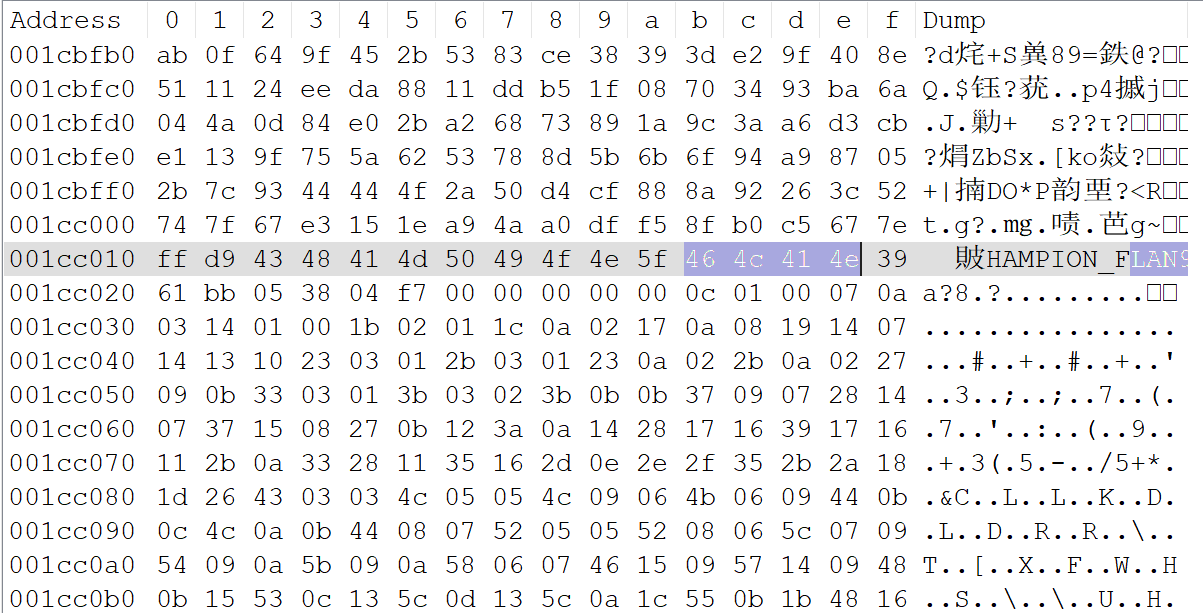 Address 0 1 2 3 4 5 6 7 8 9 a b c d e f Dump
001cbfb0 ab 0f 64 9f 45 2b 53 83 ce 38 39 3d e2 9f 40 8e ?d烢+S冀89=鉄@?□□
001cbfc0 51 11 24 ee da 88 11 dd b5 1f 08 70 34 93 ba 6a Q.$钰?莸..p4摵j□□
001cbfd0 04 4a 0d 84 e0 2b a2 68 73 89 1a 9c 3a a6 d3 cb .J.勦+ s??τ?□□□□
001cbfe0 e1 13 9f 75 5a 62 53 78 8d 5b 6b 6f 94 a9 87 05 ?焆ZbSx.[ko敥?□□□
001cbff0 2b 7c 93 44 44 4f 2a 50 d4 cf 88 8a 92 26 3c 52 +|揇DO*P韵垔?<R□□
001cc000 74 7f 67 e3 15 1e a9 4a a0 df f5 8f b0 c5 67 7e t.g?.mg.啧.芭g~□□
001cc010 ff d9 43 48 41 4d 50 49 4f 4e 5f 46 4c 41 4e 39 貱HAMPION_FLAN9
001cc020 61 bb 05 38 04 f7 00 00 00 00 00 0c 01 00 07 0a a?8.?.........□□
001cc030 03 14 01 00 1b 02 01 1c 0a 02 17 0a 08 19 14 07 ................
001cc040 14 13 10 23 03 01 2b 03 01 23 0a 02 2b 0a 02 27 ...#..+..#..+..'
001cc050 09 0b 33 03 01 3b 03 02 3b 0b 0b 37 09 07 28 14 ..3..;..;..7..(.
001cc060 07 37 15 08 27 0b 12 3a 0a 14 28 17 16 39 17 16 .7..'..:..(..9..
001cc070 11 2b 0a 33 28 11 35 16 2d 0e 2e 2f 35 2b 2a 18 .+.3(.5.-../5+*.
001cc080 1d 26 43 03 03 4c 05 05 4c 09 06 4b 06 09 44 0b .&C..L..L..K..D.
001cc090 0c 4c 0a 0b 44 08 07 52 05 05 52 08 06 5c 07 09 .L..D..R..R..\..
001cc0a0 54 09 0a 5b 09 0a 58 06 07 46 15 09 57 14 09 48 T..[..X..F..W..H
001cc0b0 0b 15 53 0c 13 5c 0d 13 5c 0a 1c 55 0b 1b 48 16 ..S..\..\..U..H.